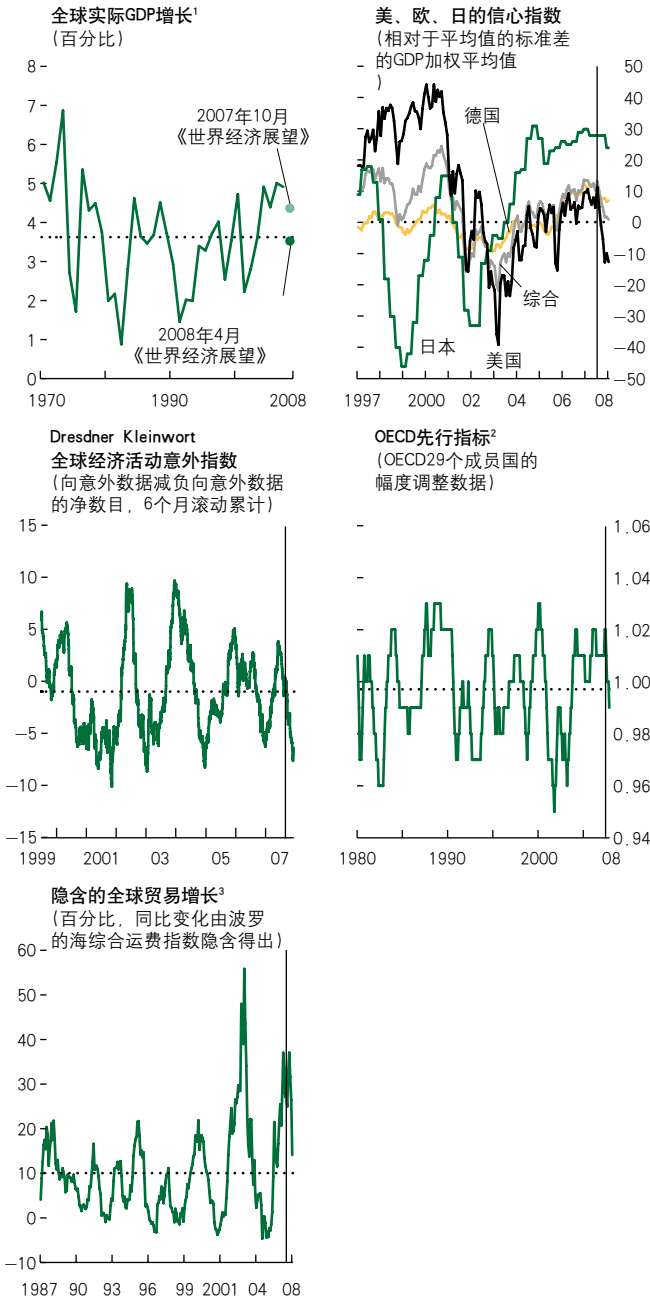 全球实际GDP增长1
(百分比)
8
7
6
5
4
3
2
1
0
2007年10月
《世界经济展望》
2008年4月
《世界经济展望》
1970 1990 2008
美、欧、日的信心指数
(相对于平均值的标准差
的GDP加权平均值
)
50
40
30
20
10
0
−10
−20
−30
−40
−50
德国
综合
日本
美国
1997 2000 02 04 06 08
Dresdner Kleinwort
全球经济活动意外指数
(向意外数据减负向意外数据
的净数目，6个月滚动累计)
15
10
5
0
−5
−10
−15
1999 2001 03 05 07
OECD先行指标2
(OECD29个成员国的
幅度调整数据)
1.06
1.04
1.02
1.00
0.98
0.96
0.94
1980 1990 2000 08
隐含的全球贸易增长3
(百分比，同比变化由波罗
的海综合运费指数隐含得出)
60
50
40
30
20
10
0
−10
1987 90 93 96 99 2001 04 08